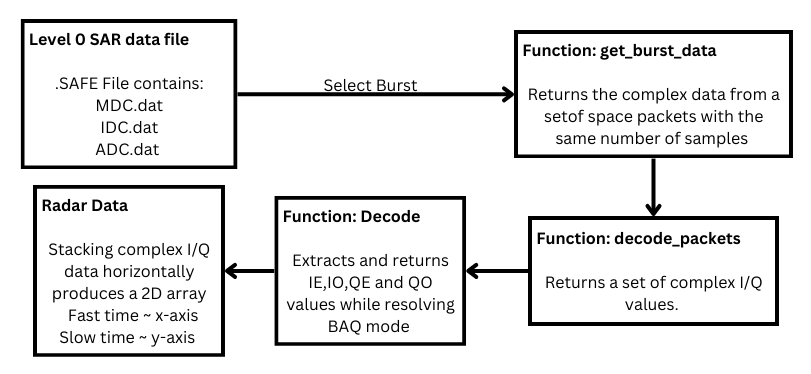 Level 0 SAR data file
.SAFE File contains:
MDC.dat
IDC.dat
ADC.dat
Select Burst
Function: get_burst_data
Returns the complex data from a
setof space packets with the
same number of samples
Function: decode_packets
Returns a set of complex I/Q
values.
Function: Decode
Extracts and returns
IE,IO,QE and QO
values while resolving
BAQ mode
Radar Data
Stacking complex I/Q
data horizontally
produces a 2D array
Fast time ~ x-axis
Slow time ~ y-axis